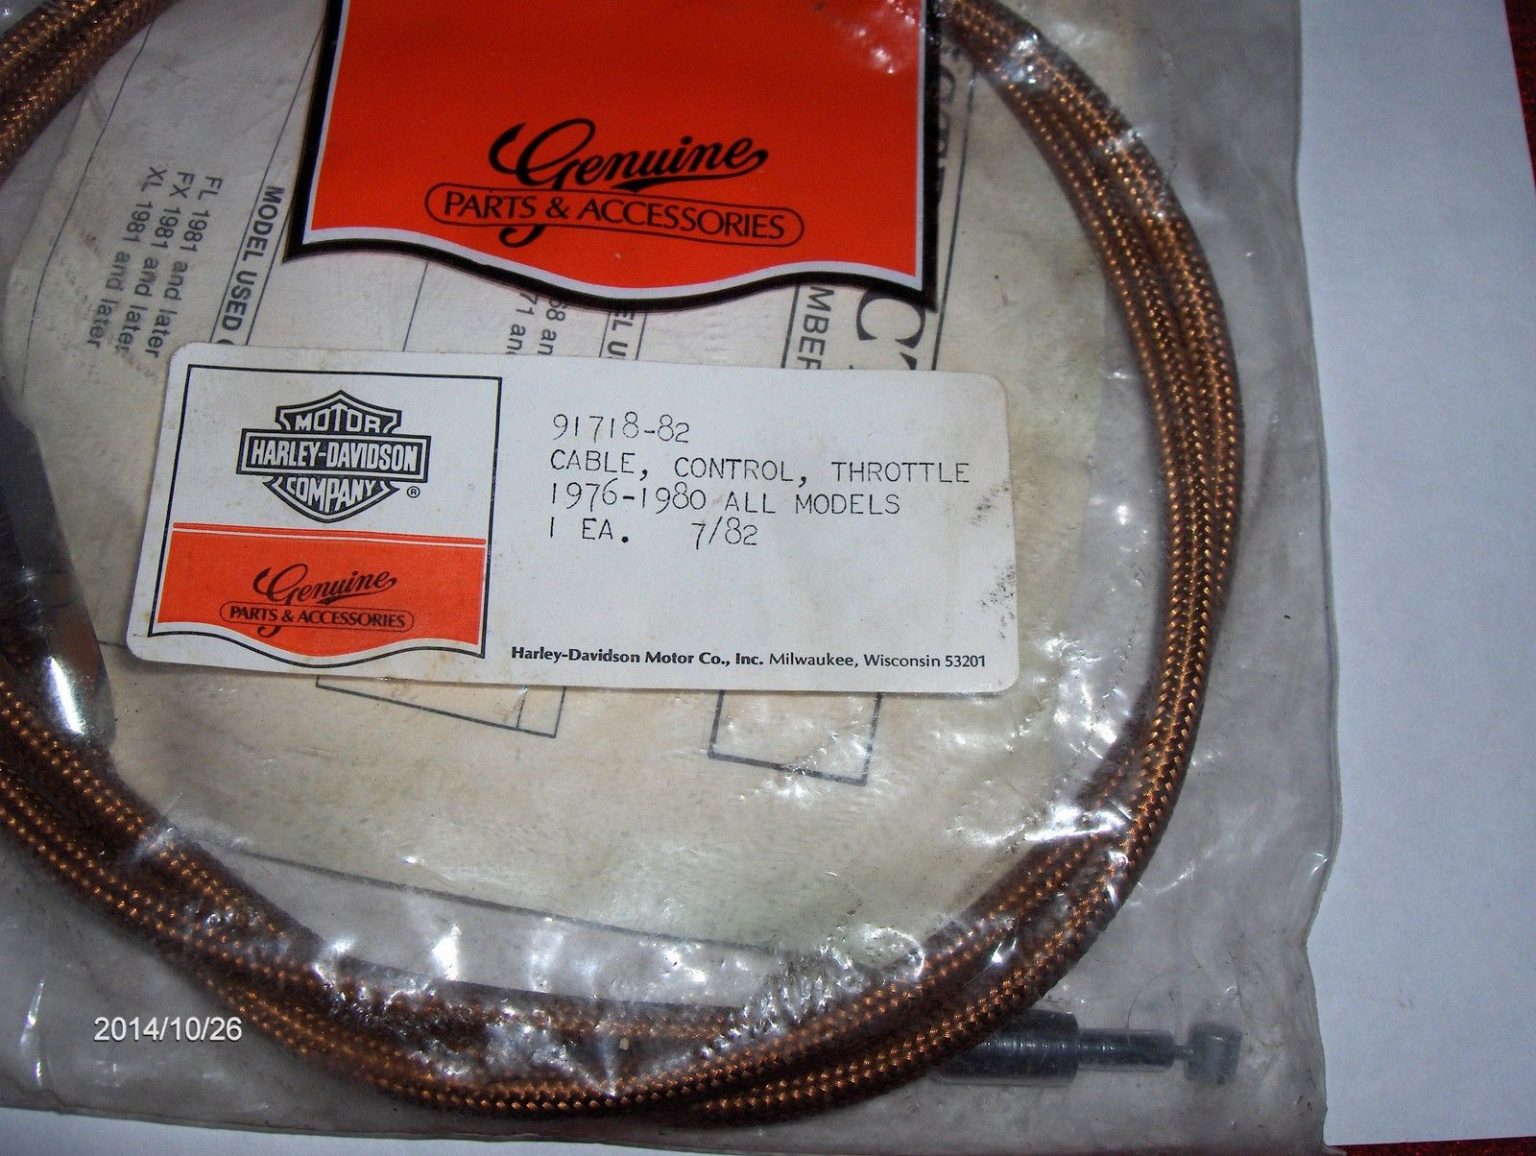 Genuine
PARTS & ACCESSORIES
MODEL USED
FL 1981 and later
FX 1981 and later
XL 1981 and later
MOTOR
HARLEY-DAVIDSON
COMPANY
®
Genuine
PARTS & ACCESSORIES
91718-82
CABLE, CONTROL, THROTTLE
1976-1980 ALL MODELS
1 EA. 7/82
Harley-Davidson Motor Co., Inc. Milwaukee, Wisconsin 53201
2014/10/26